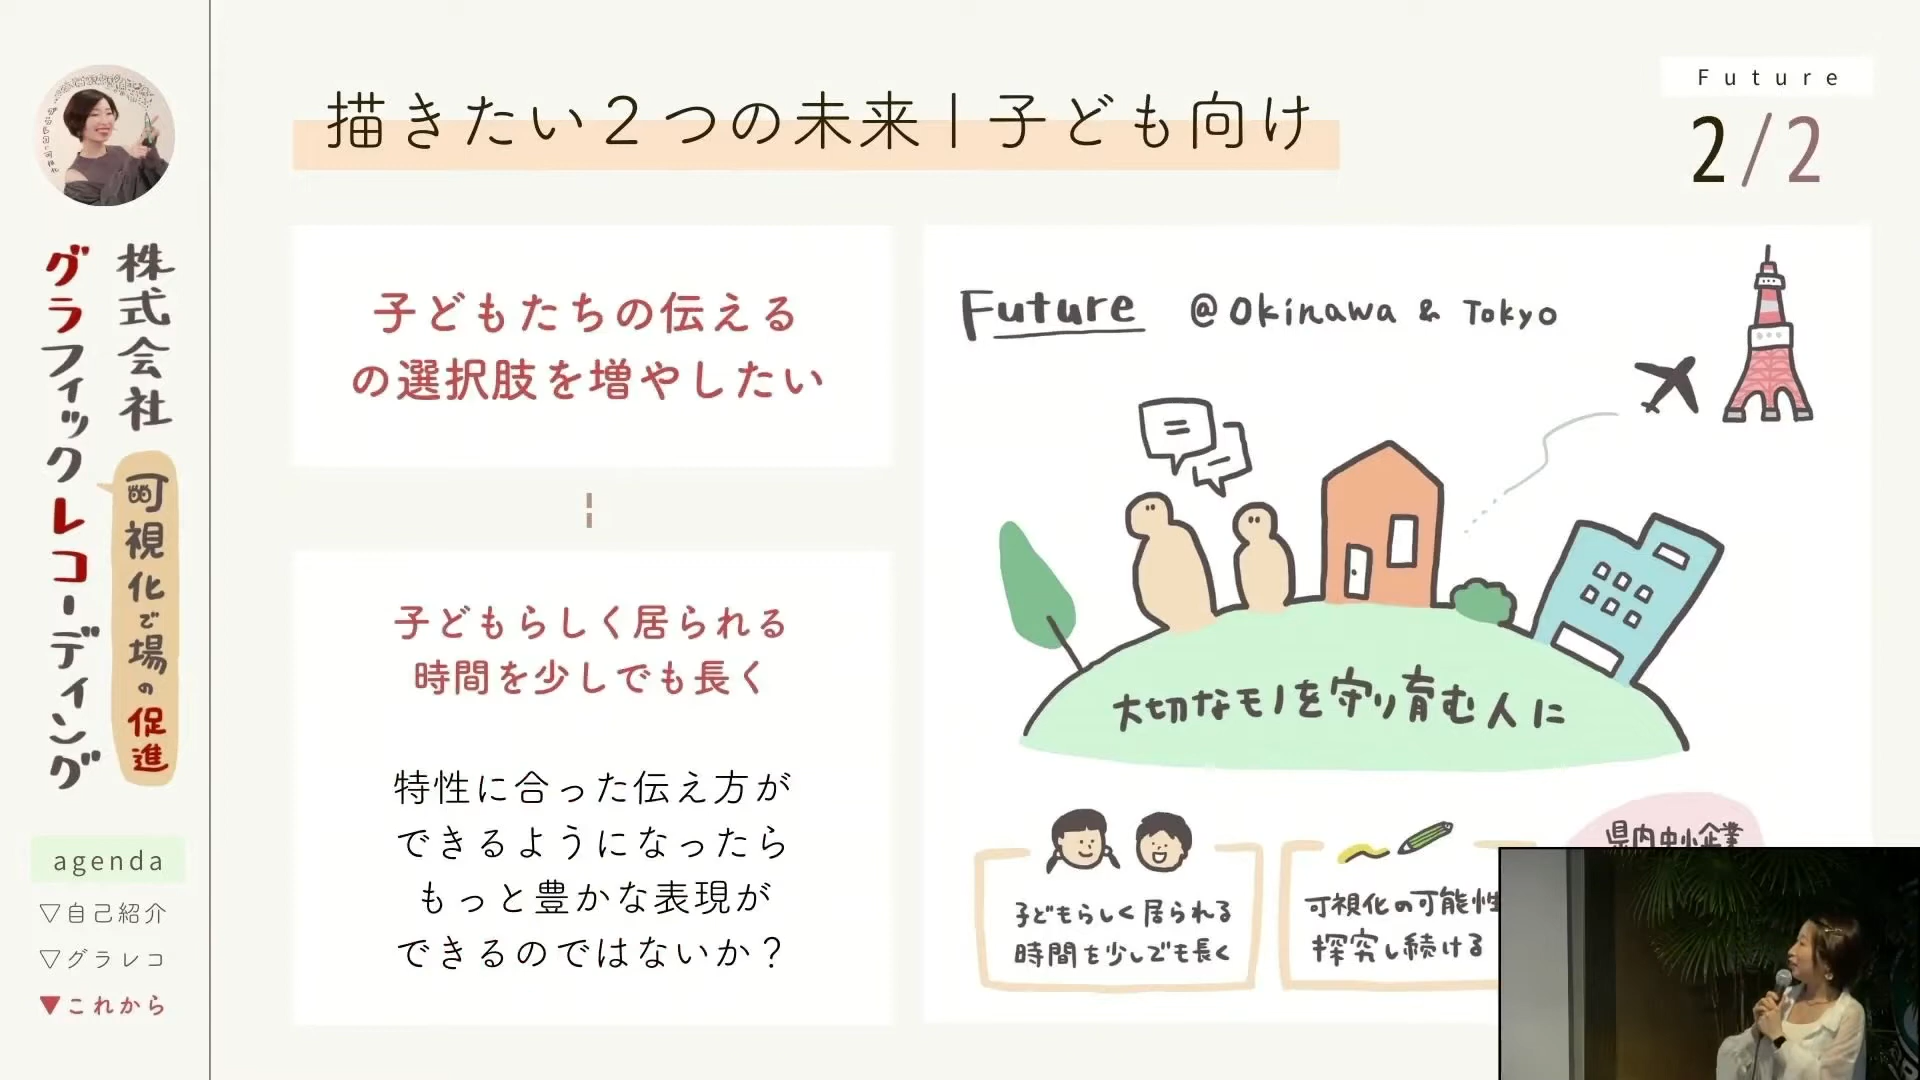 株式会社
グラフィックレコーディング
可視化で場の促進
agenda
▽自己紹介
▽グラレコ
▼これから
描きたい２つの未来｜子ども向け
Future
2/2
子どもたちの伝える
の選択肢を増やしたい
子どもらしく居られる
時間を少しでも長く
特性に合った伝え方が
できるようになったら
もっと豊かな表現が
できるのではないか？
Future @Okinawa & Tokyo
大切なモノを守り育む人に
子どもらしく居られる
時間を少しでも長く
可視化の可能性
探究し続ける
県内中小企業